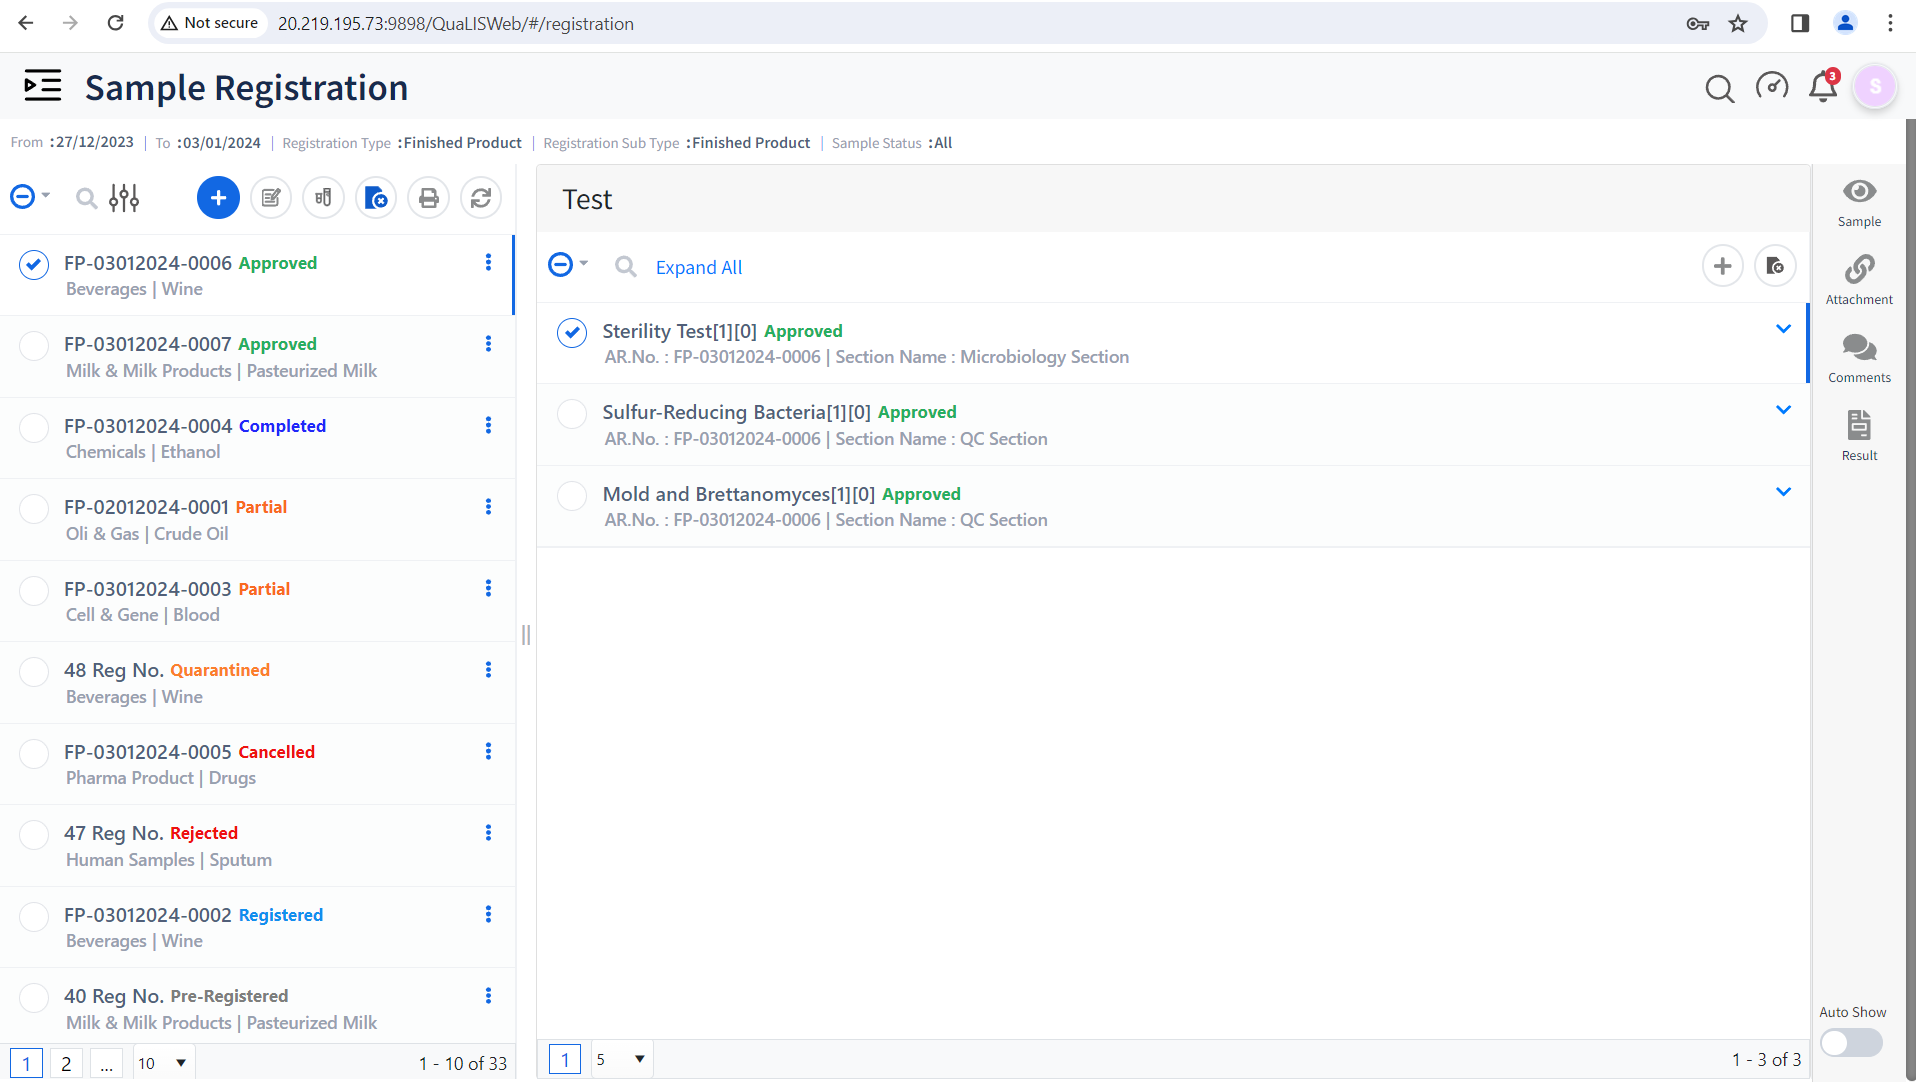 Not secure 20.219.195.73:9898/QuaLISWeb/#/registration
Sample Registration
3
S
From :27/12/2023 | To :03/01/2024 | Registration Type :Finished Product | Registration Sub Type :Finished Product | Sample Status :All
FP-03012024-0006 Approved
Beverages | Wine
FP-03012024-0007 Approved
Milk & Milk Products | Pasteurized Milk
FP-03012024-0004 Completed
Chemicals | Ethanol
FP-02012024-0001 Partial
Oli & Gas | Crude Oil
FP-03012024-0003 Partial
Cell & Gene | Blood
48 Reg No. Quarantined
Beverages | Wine
FP-03012024-0005 Cancelled
Pharma Product | Drugs
47 Reg No. Rejected
Human Samples | Sputum
FP-03012024-0002 Registered
Beverages | Wine
40 Reg No. Pre-Registered
Milk & Milk Products | Pasteurized Milk
1 2 ... 10 1 - 10 of 33
Test
Expand All
Sterility Test[1][0] Approved
AR.No. : FP-03012024-0006 | Section Name : Microbiology Section
Sulfur-Reducing Bacteria[1][0] Approved
AR.No. : FP-03012024-0006 | Section Name : QC Section
Mold and Brettanomyces[1][0] Approved
AR.No. : FP-03012024-0006 | Section Name : QC Section
1 5 1 - 3 of 3
Sample
Attachment
Comments
Result
Auto Show